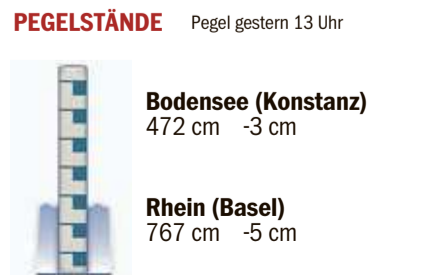 PEGELSTÄNDE Pegel gestern 13 Uhr
Bodensee (Konstanz)
472 cm -3 cm
Rhein (Basel)
767 cm -5 cm